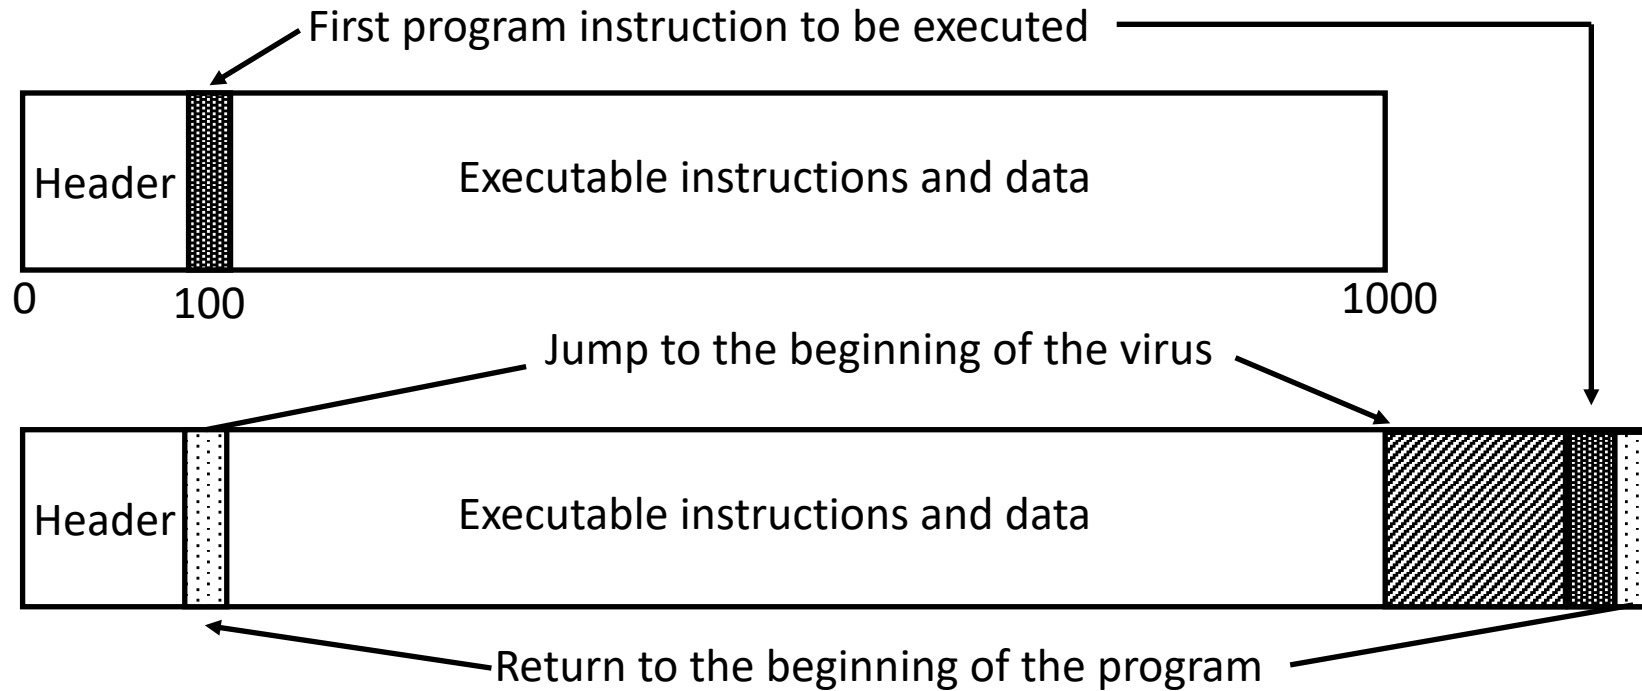 First program instruction to be executed
Header
Executable instructions and data
0
100
1000
Jump to the beginning of the virus
Header
Executable instructions and data
Return to the beginning of the program